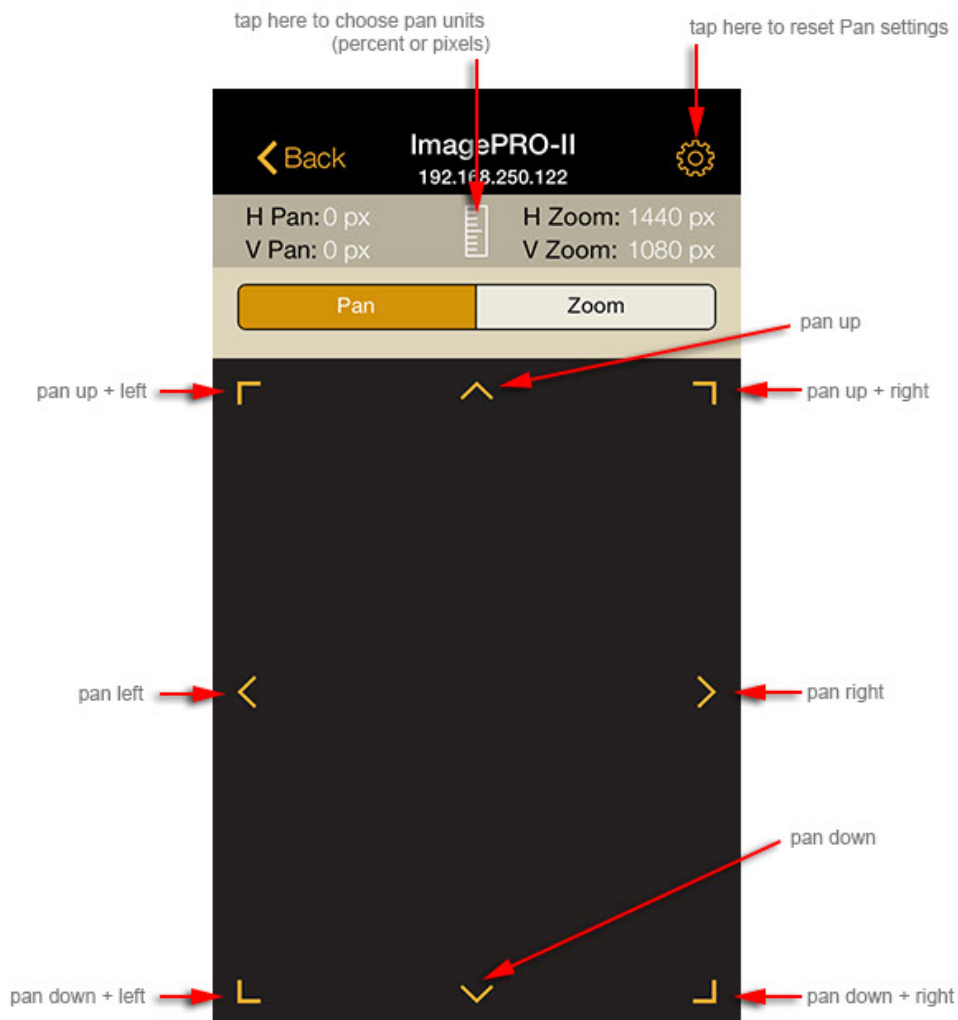 tap here to choose pan units
(percent or pixels)
tap here to reset Pan settings
Back
ImagePRO-II
192.168.250.122
H Pan: 0 px
H Zoom: 1440 px
V Pan: 0 px
V Zoom: 1080 px
Pan
Zoom
pan up
pan up + left
pan up + right
pan left
pan right
pan down
pan down + left
pan down + right